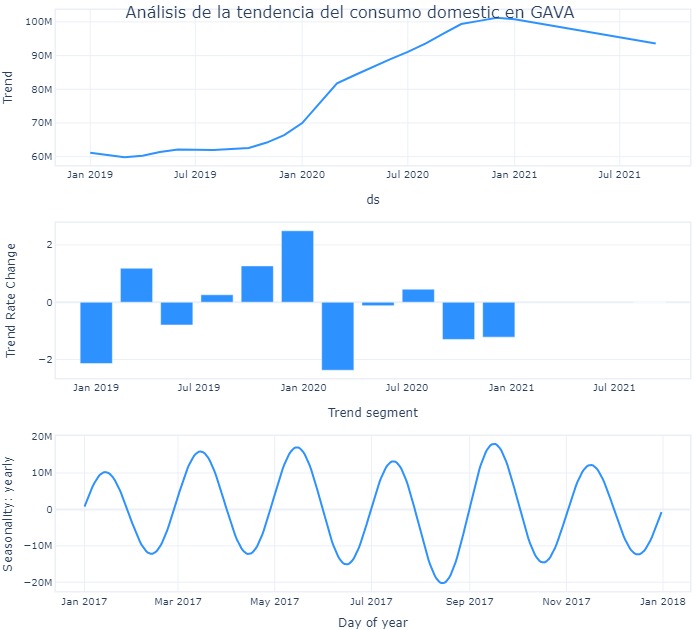 Análisis de la tendencia del consumo domestic en GAVA
100M
90M
80M
70M
60M
Trend
Jan 2019 Jul 2019 Jan 2020 Jul 2020 Jan 2021 Jul 2021
ds
2
0
−2
Trend Rate Change
Jan 2019 Jul 2019 Jan 2020 Jul 2020 Jan 2021 Jul 2021
Trend segment
20M
10M
0
−10M
−20M
Seasonality: yearly
Jan 2017 Mar 2017 May 2017 Jul 2017 Sep 2017 Nov 2017 Jan 2018
Day of year